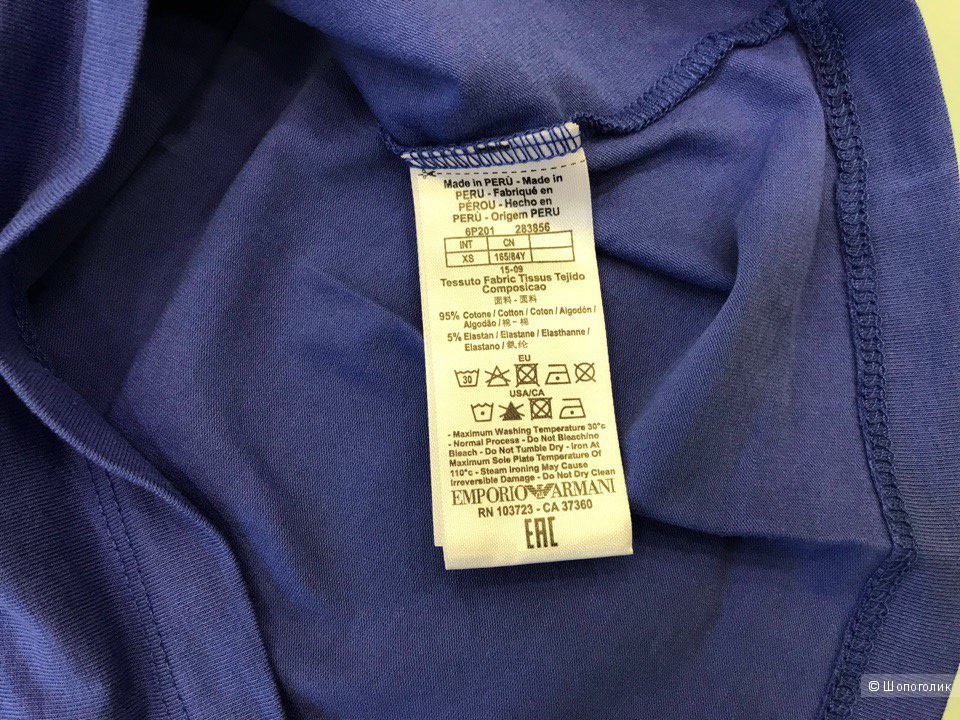 Made in PERÙ - Made in
PERU - Fabriqué en
PÉROU - Hecho en
PERÙ - Origem PERU
6P201 283856
INT CN
XS 165/84Y
15-09
Tessuto Fabric Tissus Tejido
Composicao
面料 - 面料
95% Cotone / Cotton / Coton / Algodón /
Algodão / 棉 - 棉
5% Elastan / Elastane / Elasthanne /
Elastano / 氨纶
EU
30
USA/CA
- Maximum Washing Temperature 30°c
- Normal Process - Do Not Bleach/no
Bleach - Do Not Tumble Dry - Iron At
Maximum Sole Plate Temperature Of
110°c - Steam Ironing May Cause
Irreversible Damage - Do Not Dry Clean
EMPORIO ARMANI
RN 103723 - CA 37360
EAC
© Шопоголик